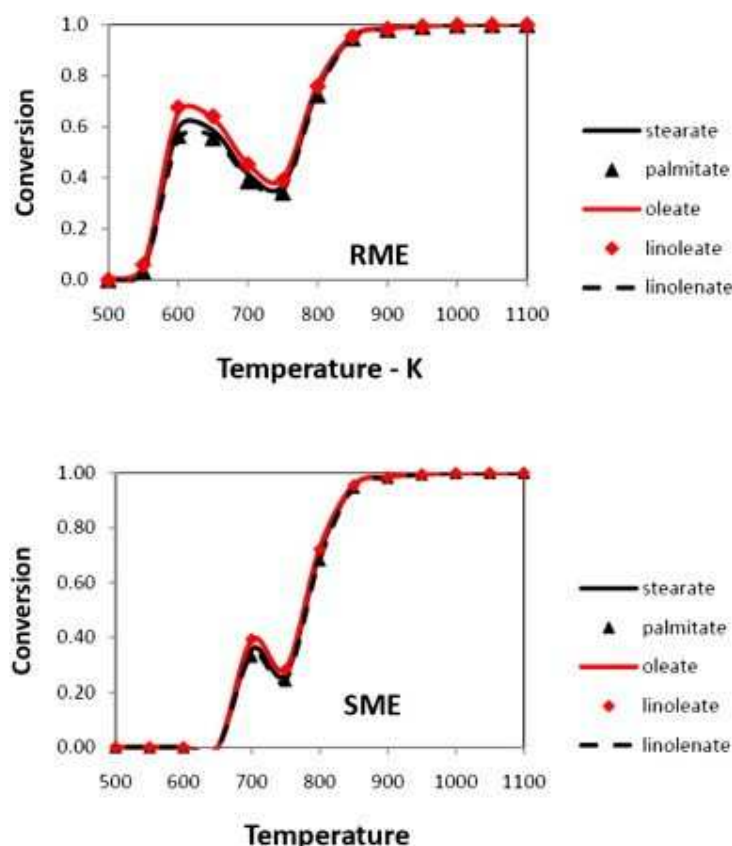 1.0
0.8
0.6
0.4
0.2
0.0
Conversion
RME
500 600 700 800 900 1000 1100
Temperature - K
stearate
palmitate
oleate
linoleate
linolenate
1.00
0.80
0.60
0.40
0.20
0.00
Conversion
SME
500 600 700 800 900 1000 1100
Temperature
stearate
palmitate
oleate
linoleate
linolenate